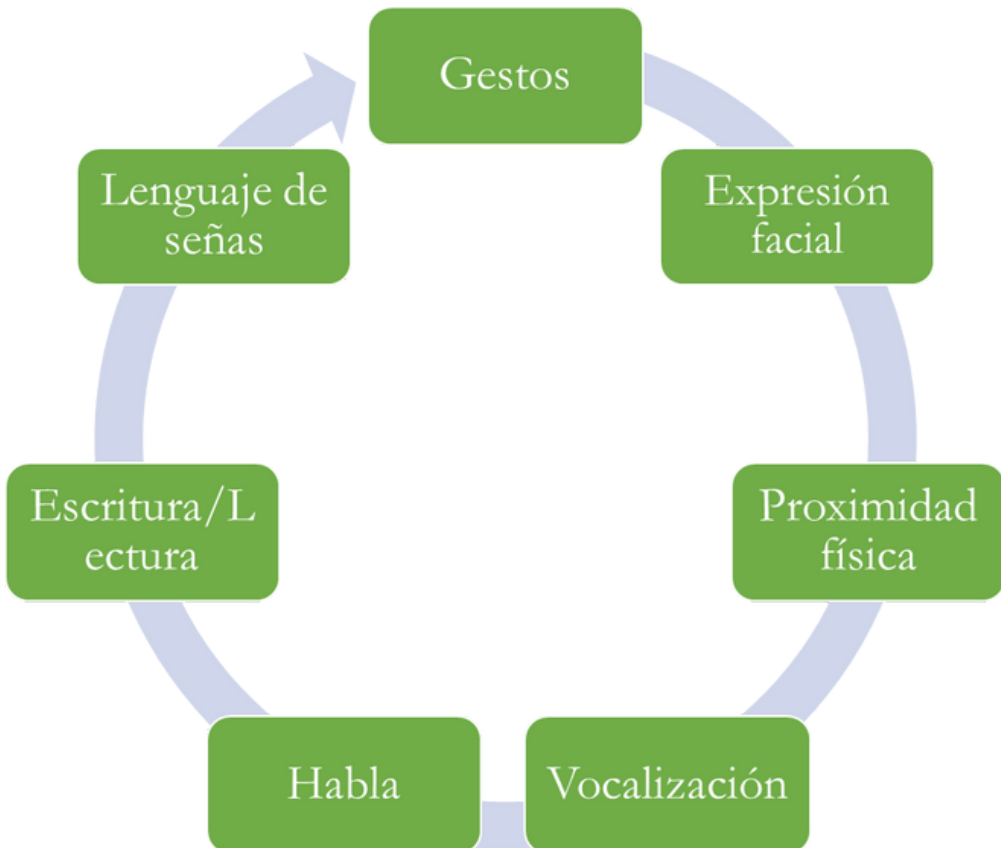 Gestos
Expresión
facial
Proximidad
física
Vocalización
Habla
Escritura/L
ectura
Lenguaje de
señas